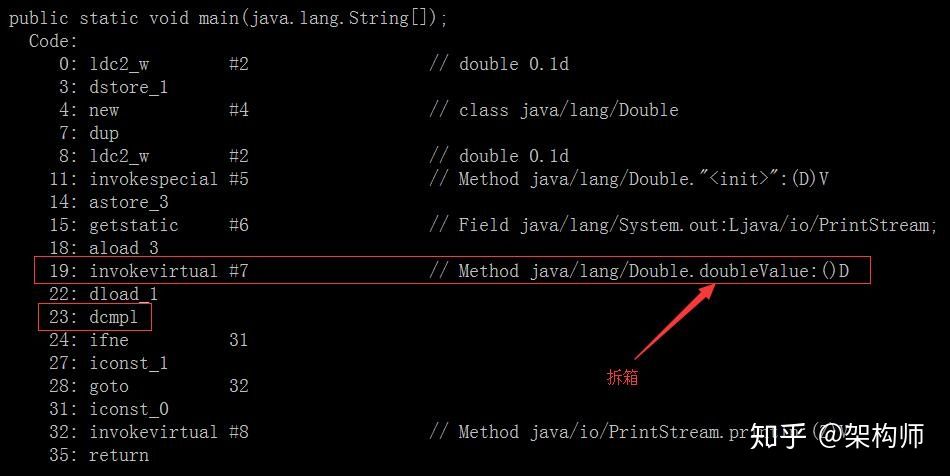 public static void main(java.lang.String[]);
Code:
0: ldc2_w #2 // double 0.1d
3: dstore_1
4: new #4 // class java/lang/Double
7: dup
8: ldc2_w #2 // double 0.1d
11: invokespecial #5 // Method java/lang/Double."<init>":(D)V
14: astore_3
15: getstatic #6 // Field java/lang/System.out:Ljava/io/PrintStream;
18: aload_3
19: invokevirtual #7 // Method java/lang/Double.doubleValue:()D
22: dload_1
23: dcmpl
24: ifne 31
27: iconst_1
拆箱
28: goto 32
31: iconst_0
32: invokevirtual #8 // Method java/io/PrintStream.
35: return
知乎 @架构师